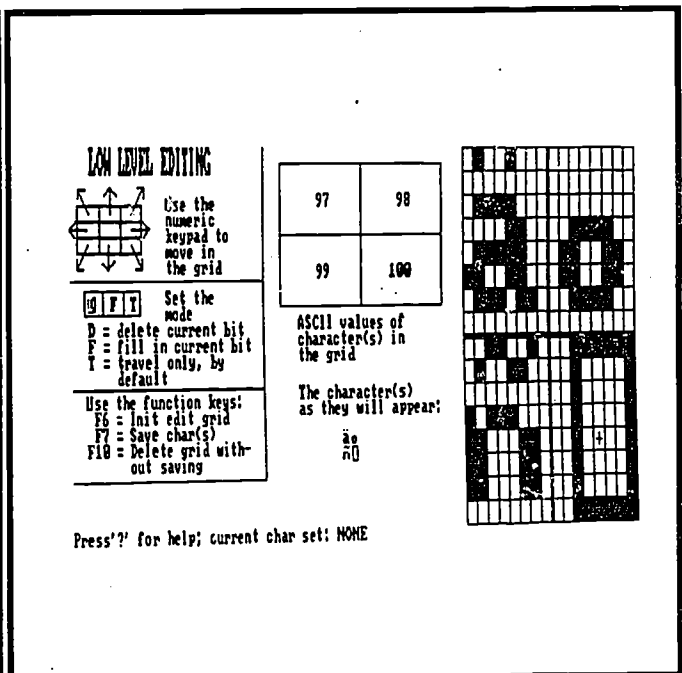 LOW LEVEL EDITING
Use the
numeric
keypad to
move in
the grid
D F T Set the
mode
D = delete current bit
F = fill in current bit
T = travel only, by
default
Use the function keys:
F6 = Init edit grid
F7 = Save char(s)
F10 = Delete grid with-
out saving
97 98
99 100
ASCII values of
character(s) in
the grid
The character(s)
as they will appear:
äo
ñ▯
Press'?' for help; current char set: NONE